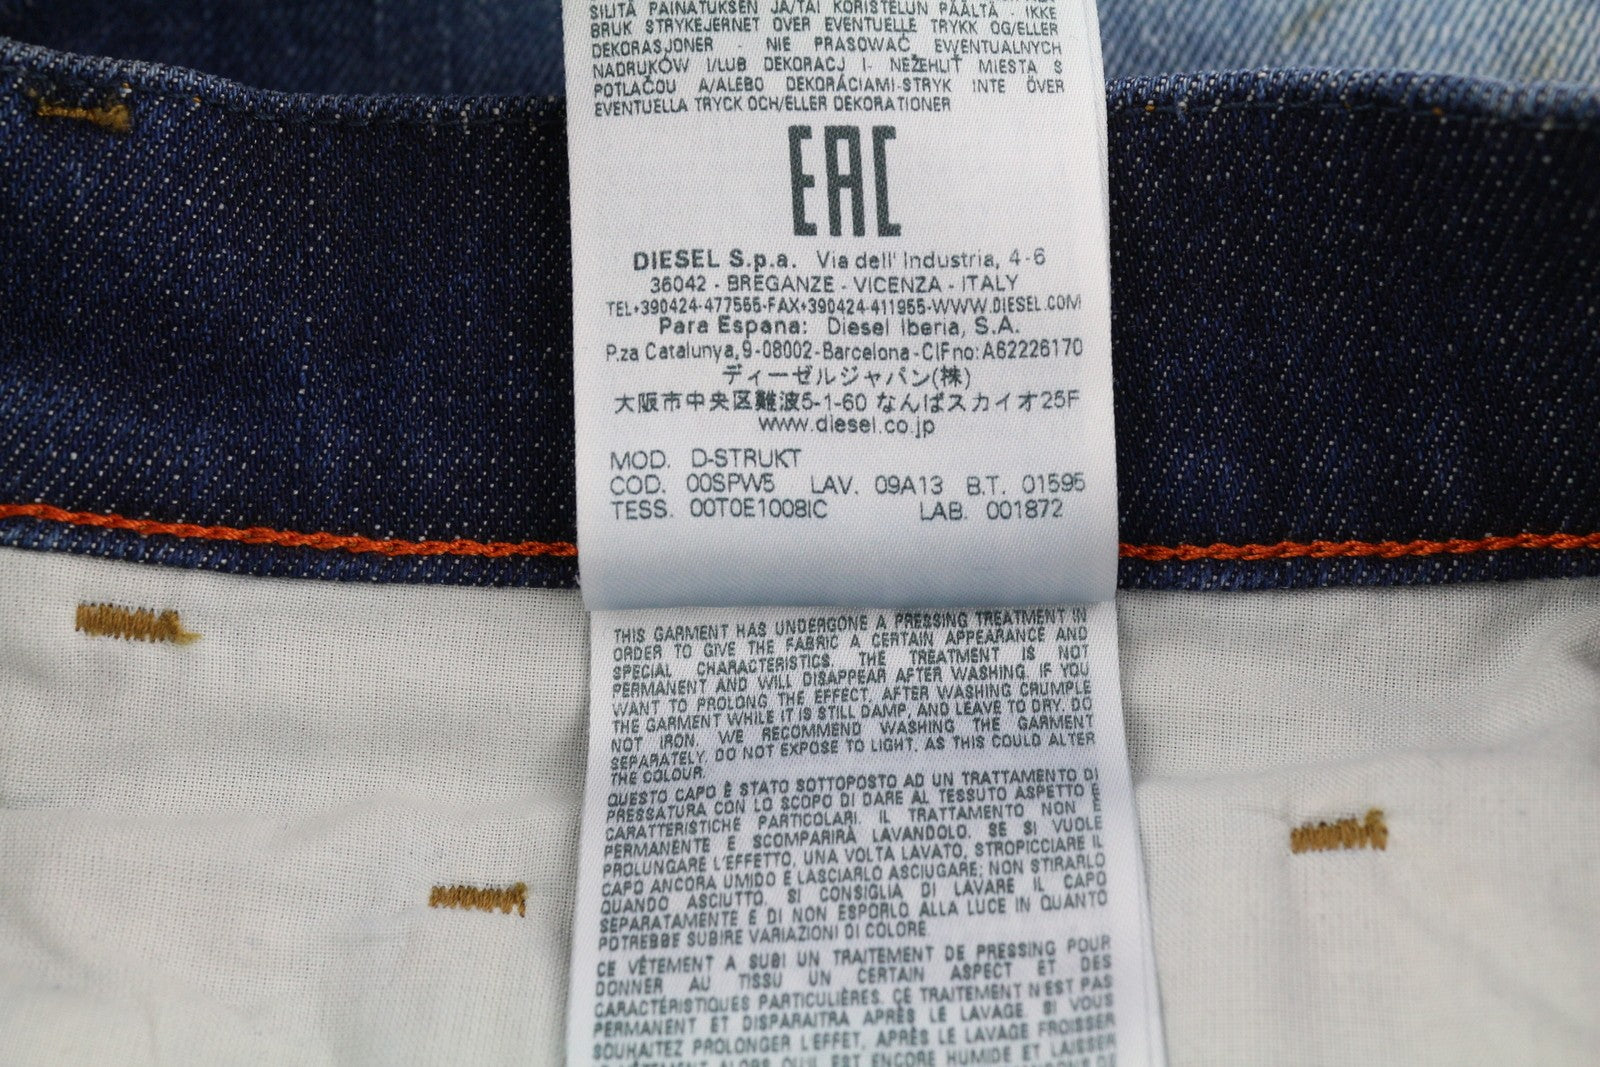 SILITÄ PAINATUKSEN JA/TAI KORISTELUN PÄÄLTÄ IKKE
BRUK STRYKEJERNET OVER EVENTUELLE TRYKK OG/ELLER
DEKORASJONER - NIE PRASOWAĆ EWENTUALNYCH
NADRUKÓW I/LUB DEKORACJ I- NEŽEHLIŤ MIESTA S
POTLAČOU A/ALEBO DEKORÁCIAMI-STRYK INTE ÖVER
EVENTUELLA TRYCK OCH/ELLER DEKORATIONER
EAC
DIESEL S.p.a. Via dell' Industria, 4-6
36042 - BREGANZE - VICENZA - ITALY
TEL+390424-477555-FAX+390424-411955-WWW.DIESEL.COM
Para Espana: Diesel Iberia, S.A.
P.za Catalunya,9-08002-Barcelona-CIFno:A62226170
ディーゼルジャパン(株)
大阪市中央区難波5-1-60 なんばスカイオ25F
www.diesel.co.jp
MOD. D-STRUKT
COD. 00SPW5 LAV. 09A13 B.T. 01595
TESS. 00T0E1008IC LAB. 001872
THIS GARMENT HAS UNDERGONE A PRESSING TREATMENT IN
ORDER TO GIVE THE FABRIC A CERTAIN APPEARANCE AND
SPECIAL CHARACTERISTICS. THE TREATMENT IS NOT
PERMANENT AND WILL DISAPPEAR AFTER WASHING. IF YOU
WANT TO PROLONG THE EFFECT, AFTER WASHING CRUMPLE
THE GARMENT WHILE IT IS STILL DAMP, AND LEAVE TO DRY. DO
NOT IRON. WE RECOMMEND WASHING THE GARMENT
SEPARATELY. DO NOT EXPOSE TO LIGHT, AS THIS COULD ALTER
THE COLOUR.
QUESTO CAPO È STATO SOTTOPOSTO AD UN TRATTAMENTO DI
PRESSATURA CON LO SCOPO DI DARE AL TESSUTO ASPETTO E
CARATTERISTICHE PARTICOLARI. IL TRATTAMENTO NON È
PERMANENTE E SCOMPARIRÀ LAVANDOLO. SE SI VUOLE
PROLUNGARE L'EFFETTO, UNA VOLTA LAVATO, STROPICCIARE IL
CAPO ANCORA UMIDO E LASCIARLO ASCIUGARE; NON STIRARLO
QUANDO ASCIUTTO. SI CONSIGLIA DI LAVARE IL CAPO
SEPARATAMENTE E DI NON ESPORLO ALLA LUCE IN QUANTO
POTREBBE SUBIRE VARIAZIONI DI COLORE.
CE VÊTEMENT A SUBI UN TRAITEMENT DE PRESSING POUR
DONNER AU TISSU UN CERTAIN ASPECT ET DES
CARACTÉRISTIQUES PARTICULIÈRES. CE TRAITEMENT N'EST PAS
PERMANENT ET DISPARAITRA APRÈS LE LAVAGE. SI VOUS
SOUHAITEZ PROLONGER L'EFFET, APRÈS LE LAVAGE FROISSER
LE VÊTEMENT ALORS QU'IL EST ENCORE HUMIDE ET LAISSER